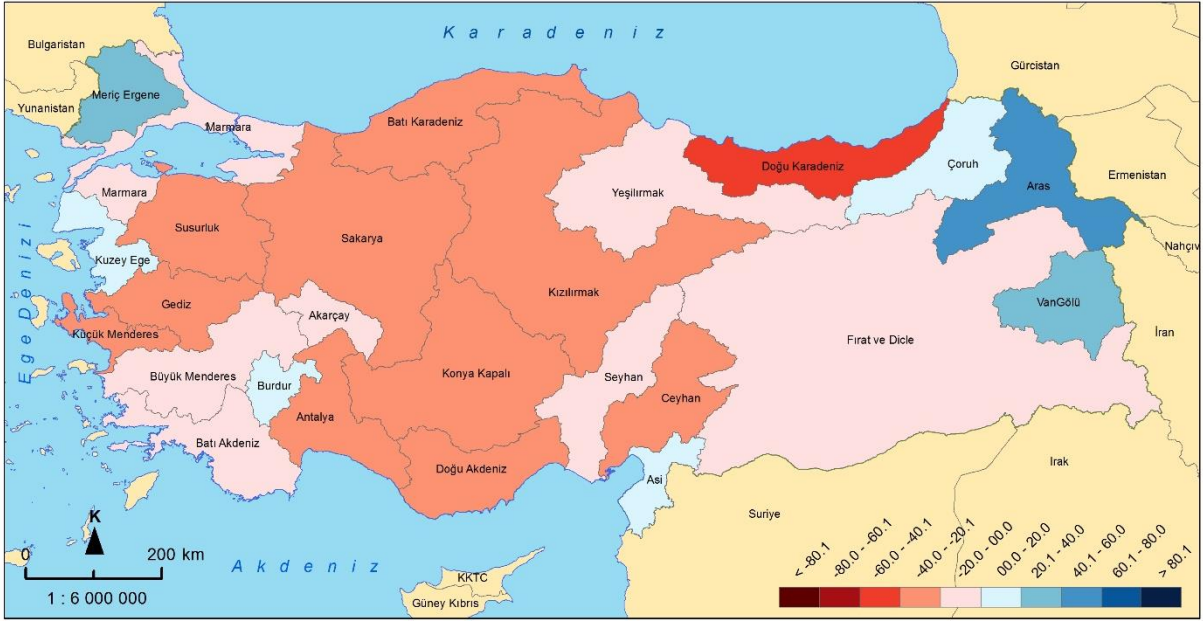 Karadeniz
Bulgaristan
Gürcistan
Meriç Ergene
Yunanistan
Marmara
Batı Karadeniz
Doğu Karadeniz
Çoruh
Ermenistan
Marmara
Yeşilırmak
Aras
Susurluk
Sakarya
Nahçıv
Kuzey Ege
Ege Denizi
Gediz
Kızılırmak
VanGölü
Akarçay
İran
Küçük Menderes
Fırat ve Dicle
Büyük Menderes
Burdur
Konya Kapalı
Seyhan
Ceyhan
Antalya
Batı Akdeniz
Doğu Akdeniz
Irak
Asi
Suriye
K
0 200 km
Akdeniz
1 : 6 000 000
KKTC
Güney Kıbrıs
< -80.1
-80.0 - -60.1
-60.0 - -40.1
-40.0 - -20.1
-20.0 - 00.0
00.0 - 20.0
20.1 - 40.0
40.1 - 60.0
60.1 - 80.0
> 80.1